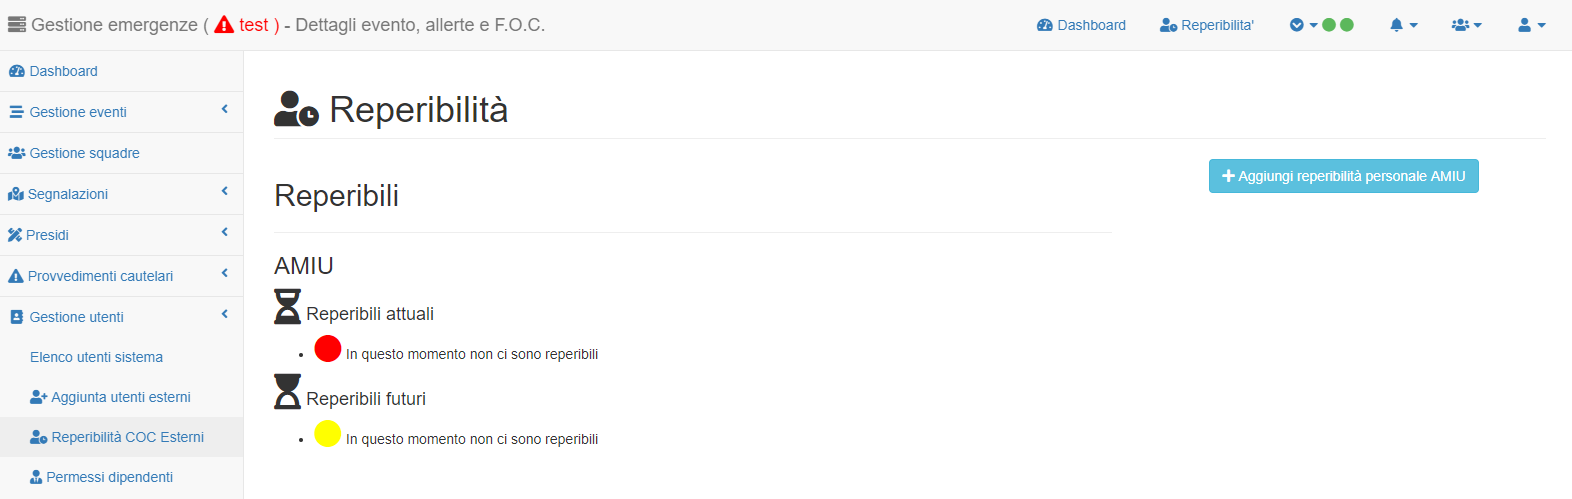 Gestione emergenze ( test ) - Dettagli evento, allerte e F.O.C.
Dashboard
Reperibilita'
Dashboard
Gestione eventi
Gestione squadre
Segnalazioni
Presidi
Provvedimenti cautelari
Gestione utenti
Elenco utenti sistema
Aggiunta utenti esterni
Reperibilità COC Esterni
Permessi dipendenti
Reperibilità
Aggiungi reperibilità personale AMIU
Reperibili
AMIU
Reperibili attuali
In questo momento non ci sono reperibili
Reperibili futuri
In questo momento non ci sono reperibili